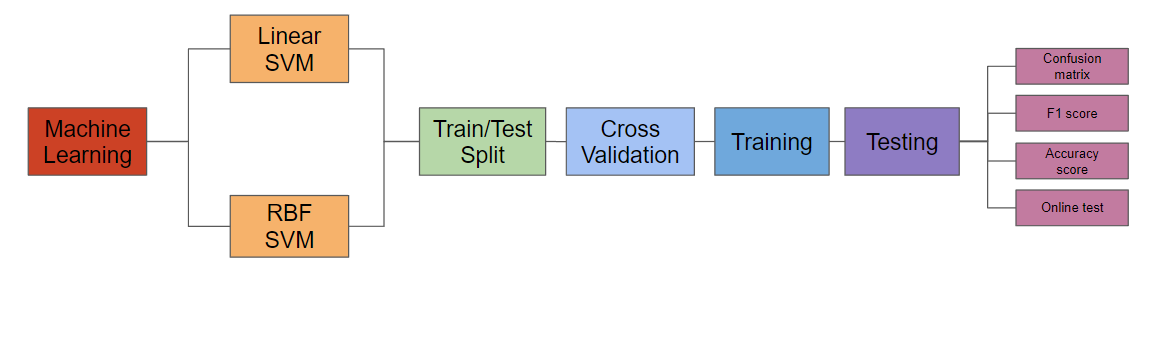 Machine
Learning
Linear
SVM
RBF
SVM
Train/Test
Split
Cross
Validation
Training
Testing
Confusion
matrix
F1 score
Accuracy
score
Online test